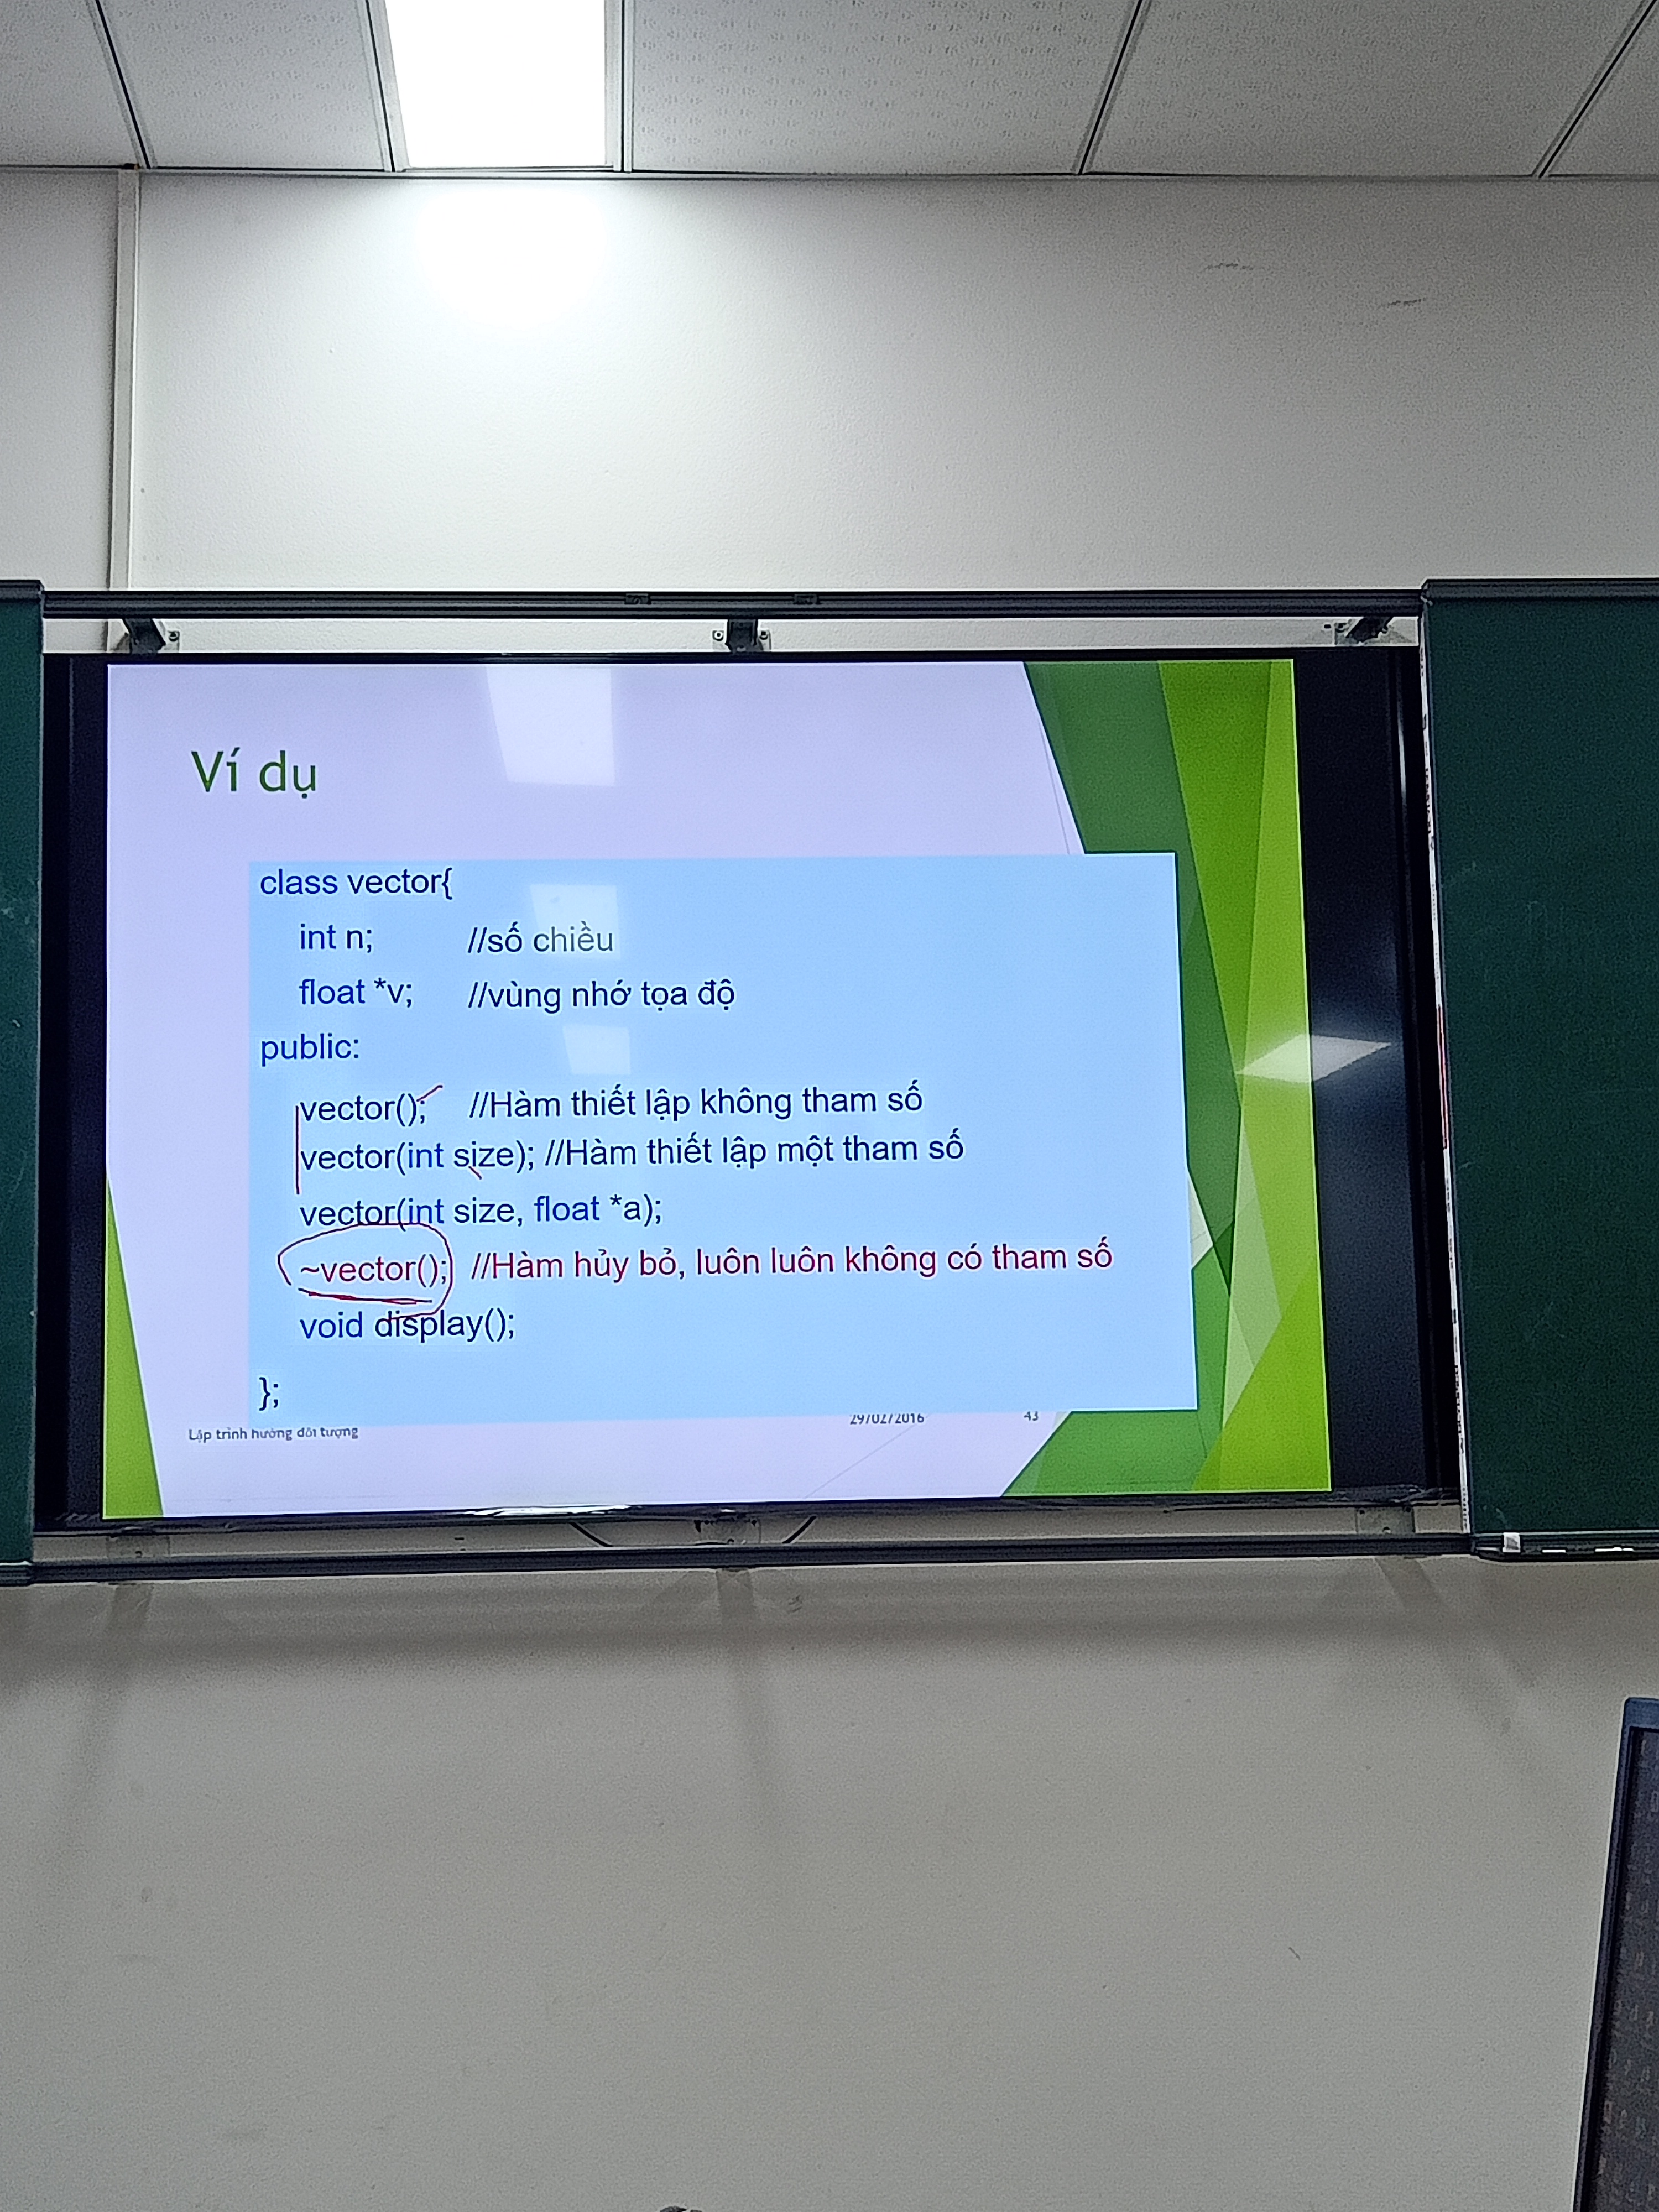 Ví dụ
class vector{
int n; //số chiều
float *v; //vùng nhớ tọa độ
public:
vector(); //Hàm thiết lập không tham số
vector(int size); //Hàm thiết lập một tham số
vector(int size, float *a);
~vector(); //Hàm hủy bỏ, luôn luôn không có tham số
void display();
};
Lập trình hướng đối tượng 29/02/2016 43